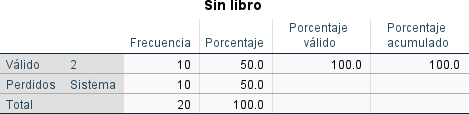 Sin libro
Frecuencia Porcentaje Porcentaje válido Porcentaje acumulado
Válido 2 10 50.0 100.0 100.0
Perdidos Sistema 10 50.0
Total 20 100.0